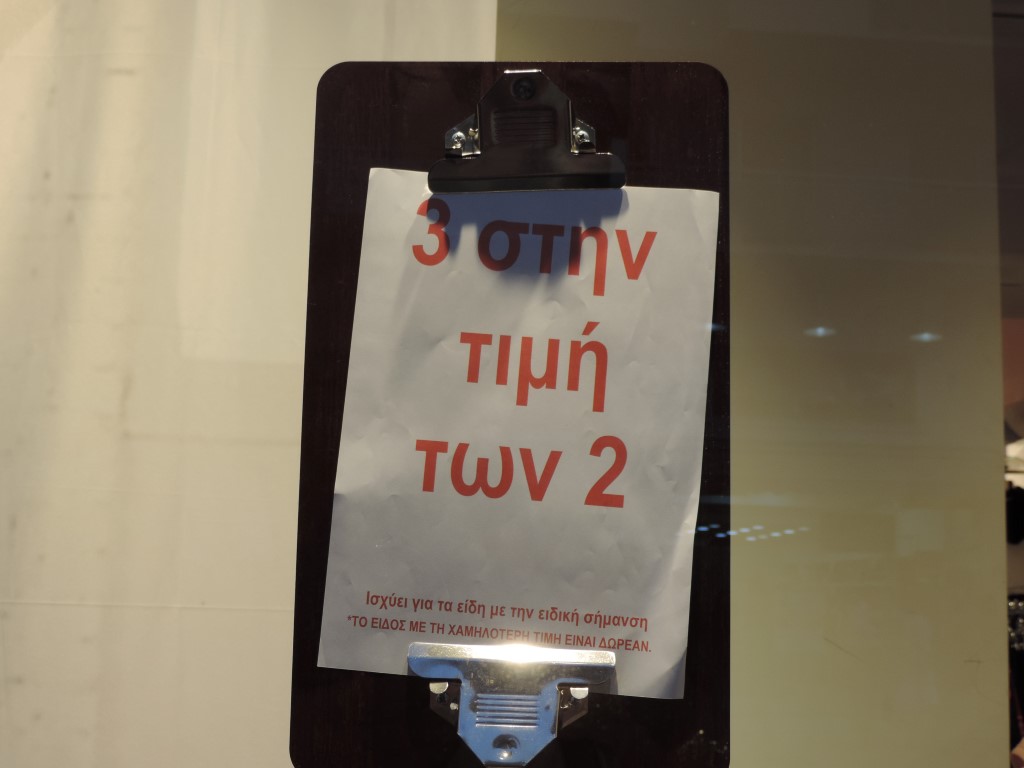 3 στην
τιμή
των 2
Ισχύει για τα είδη με την ειδική σήμανση
*ΤΟ ΕΙΔΟΣ ΜΕ ΤΗ ΧΑΜΗΛΟΤΕΡΗ ΤΙΜΗ ΕΙΝΑΙ ΔΩΡΕΑΝ.